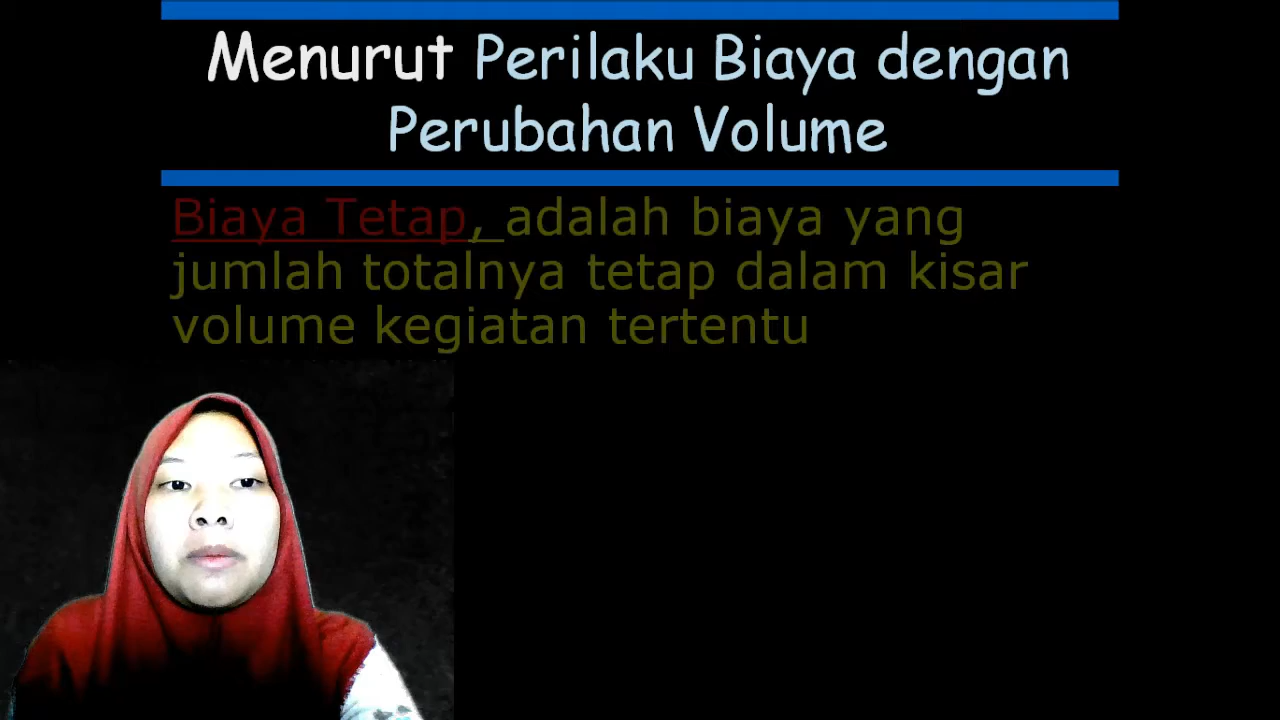 Menurut Perilaku Biaya dengan
Perubahan Volume
Biaya Tetap, adalah biaya yang
jumlah totalnya tetap dalam kisar
volume kegiatan tertentu